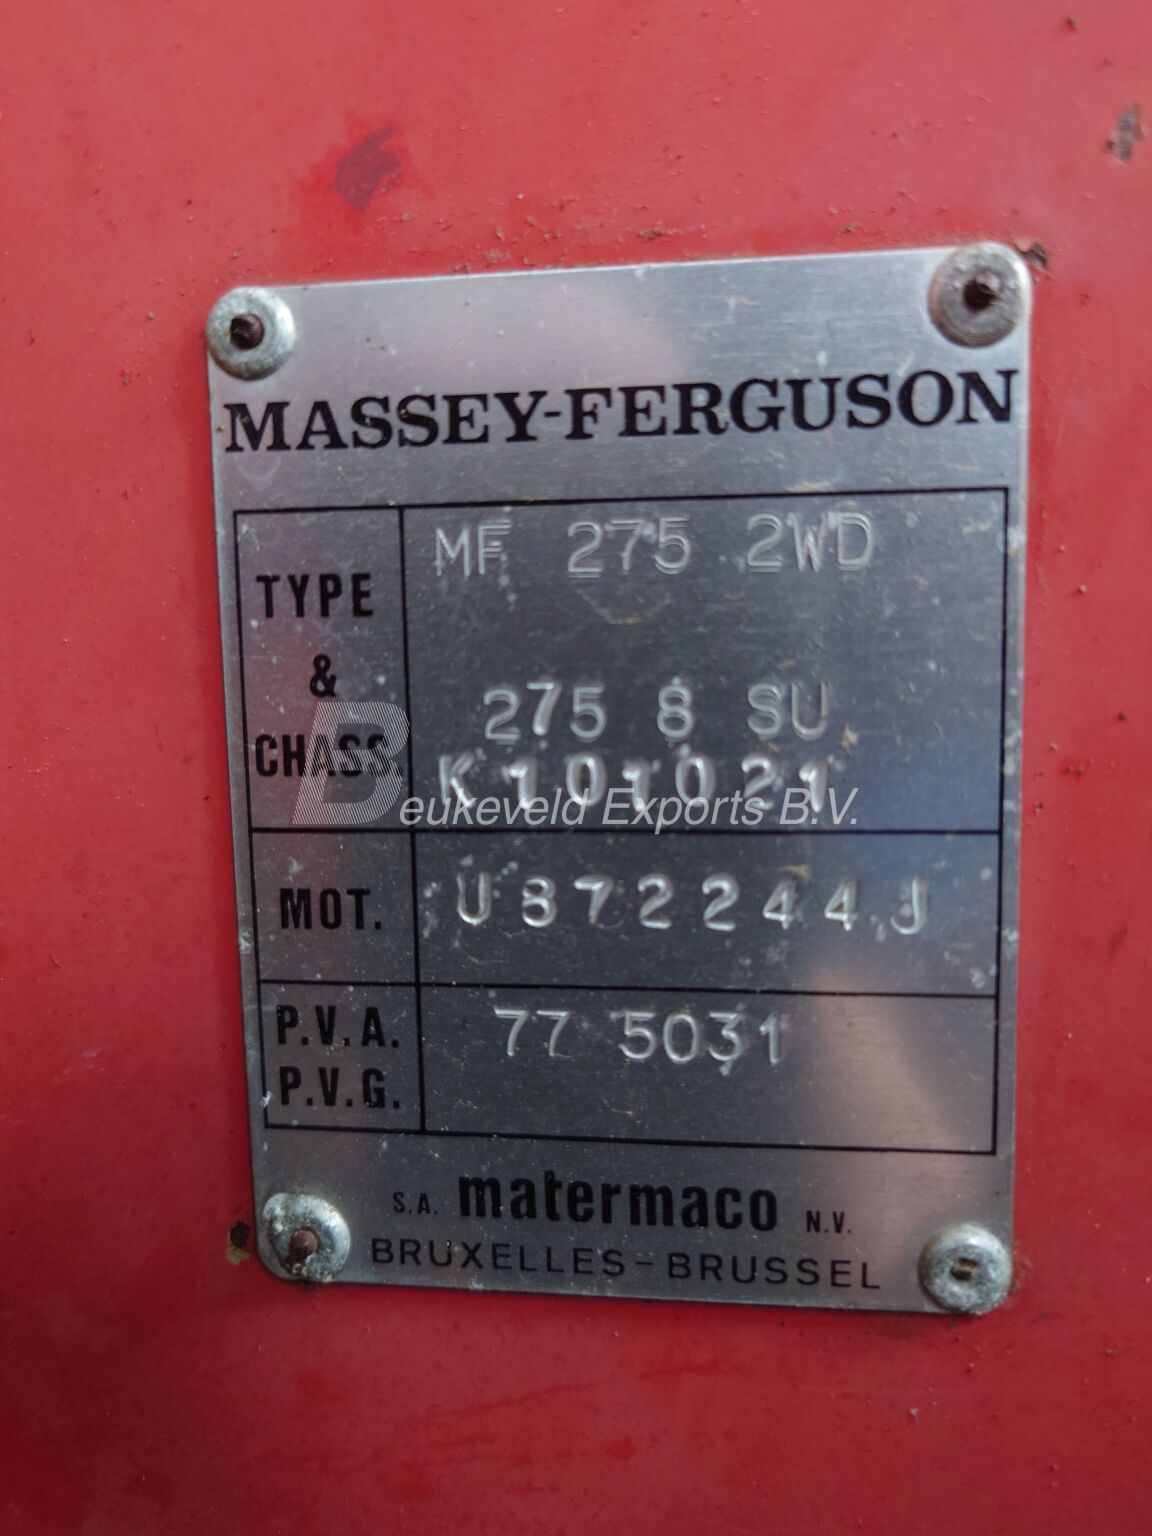 MASSEY-FERGUSON
TYPE & CHASS.
MF 275 2WD
275 8 SU
K101021
Beukeveld Exports B.V.
MOT.
U872244J
P.V.A.
P.V.G.
77 5031
S.A. matermaco N.V.
BRUXELLES-BRUSSEL